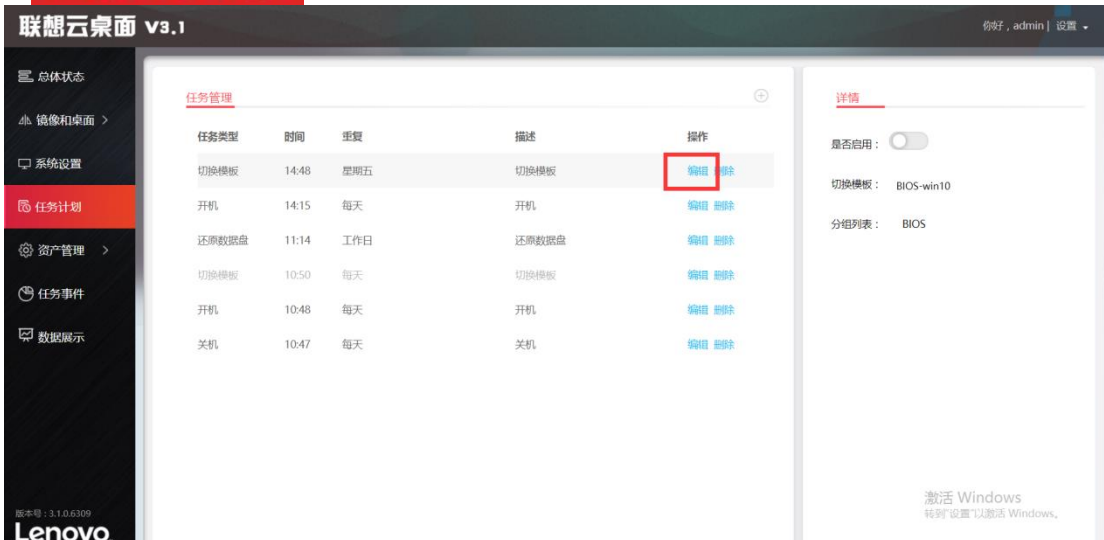 联想云桌面 V3.1
你好，admin | 设置
总体状态
镜像和桌面
系统设置
任务计划
资产管理
任务事件
数据展示
版本号：3.1.0.6309
Lenovo
任务管理
任务类型 时间 重复 描述 操作
切换模板 14:48 星期五 切换模板 编辑 删除
开机 14:15 每天 开机 编辑 删除
还原数据盘 11:14 工作日 还原数据盘 编辑 删除
切换模板 10:50 每天 切换模板 编辑 删除
开机 10:48 每天 开机 编辑 删除
关机 10:47 每天 关机 编辑 删除
详情
是否启用：
切换模板： BIOS-win10
分组列表： BIOS
激活 Windows
转到"设置"以激活 Windows。